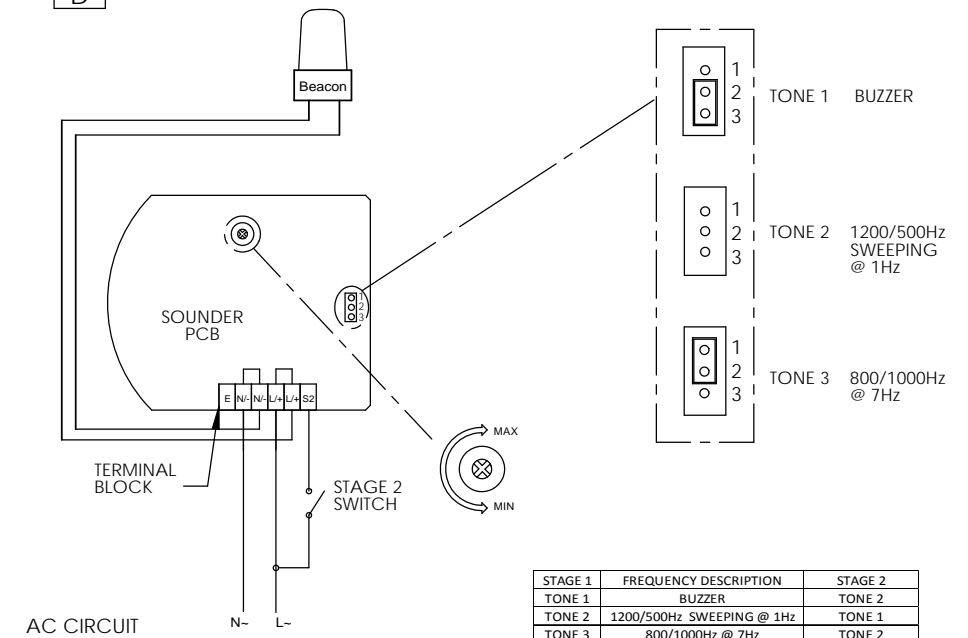 Beacon
1
2
3
TONE 1 BUZZER
1
2
3
TONE 2 1200/500Hz
SWEEPING
@ 1Hz
1
2
3
TONE 3 800/1000Hz
@ 7Hz
1
2
3
SOUNDER
PCB
E N/- N/- L/+ L/+ S2
MAX
MIN
TERMINAL
BLOCK
STAGE 2
SWITCH
N~ L~
AC CIRCUIT
STAGE 1 FREQUENCY DESCRIPTION STAGE 2
TONE 1 BUZZER TONE 2
TONE 2 1200/500Hz SWEEPING @ 1Hz TONE 1
TONE 3 800/1000Hz @ 7Hz TONE 2